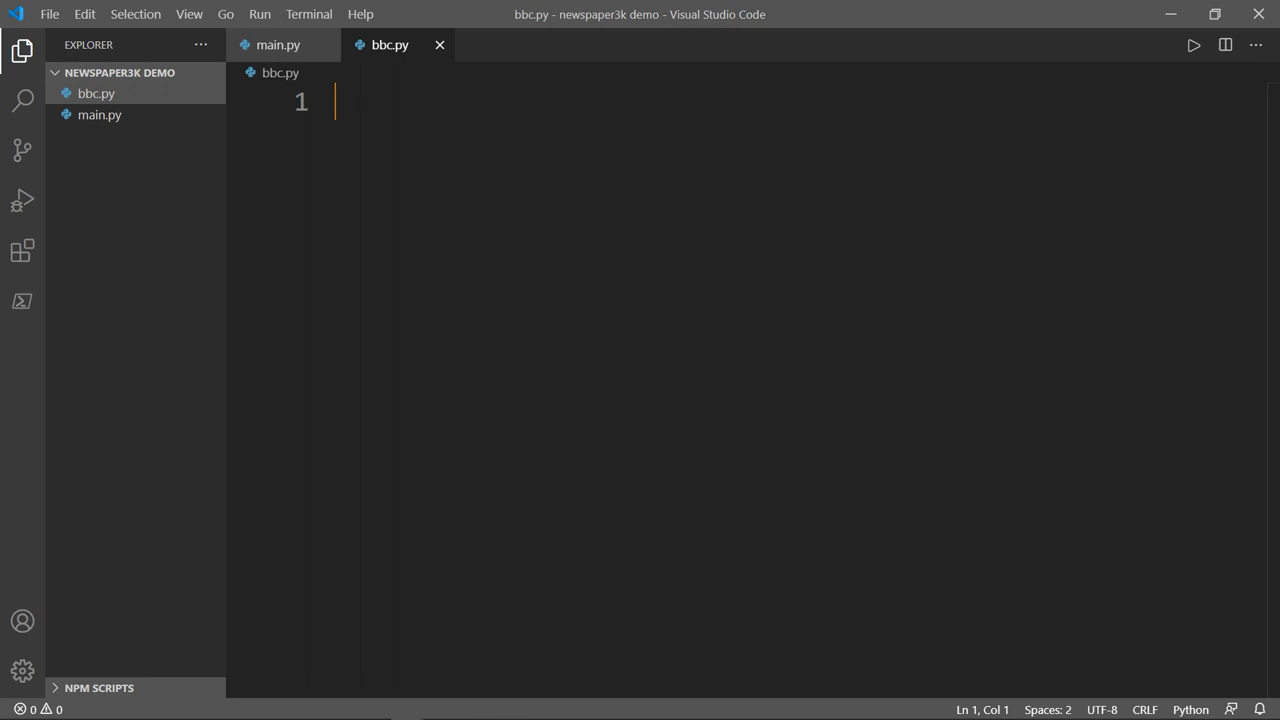 File Edit Selection View Go Run Terminal Help bbc.py - newspaper3k demo - Visual Studio Code
EXPLORER
main.py bbc.py
NEWSPAPER3K DEMO
bbc.py
bbc.py
main.py
1
NPM SCRIPTS
0 0 Ln 1, Col 1 Spaces: 2 UTF-8 CRLF Python